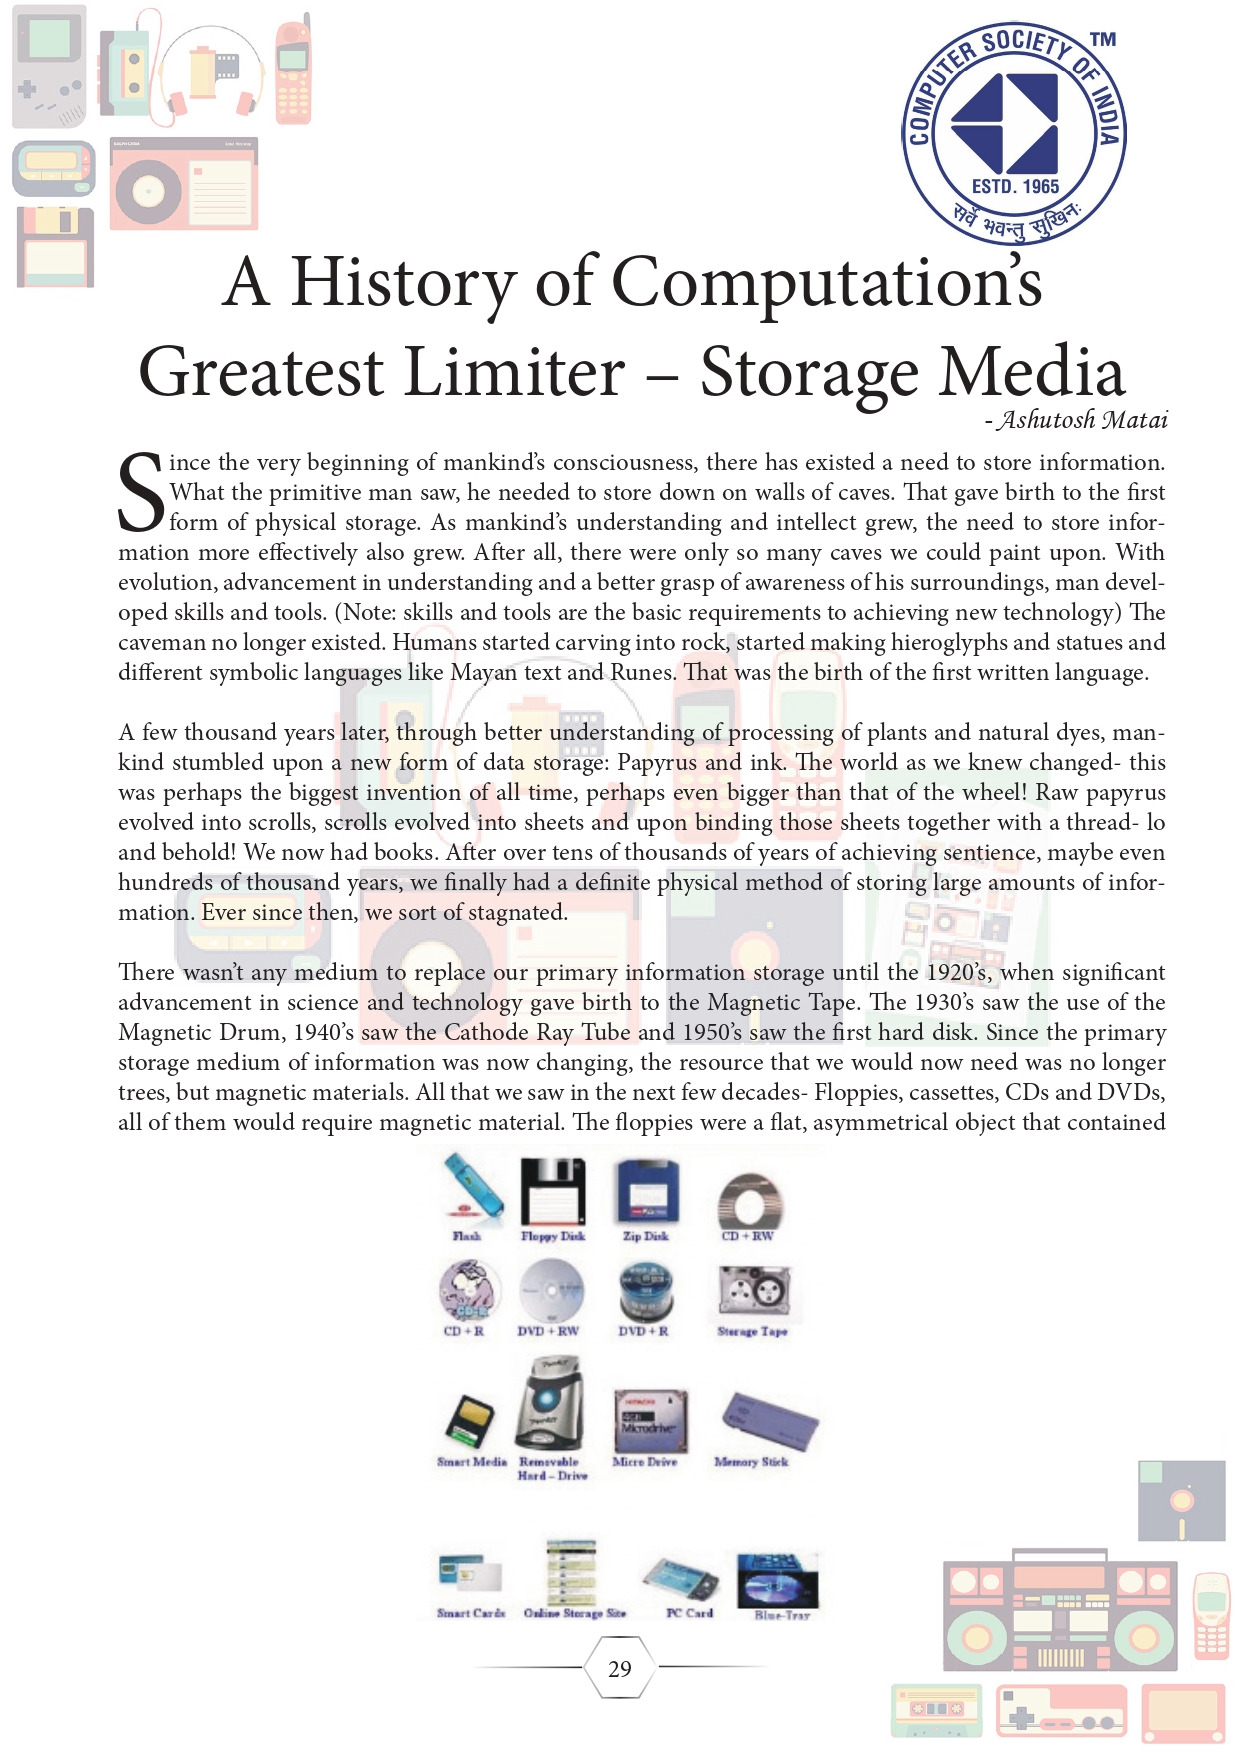 COMPUTER SOCIETY OF INDIA
TM
ESTD. 1965
सर्वे भवन्तु सुखिनः
A History of Computation's
Greatest Limiter – Storage Media
- Ashutosh Matai
Since the very beginning of mankind's consciousness, there has existed a need to store information.
What the primitive man saw, he needed to store down on walls of caves. That gave birth to the first
form of physical storage. As mankind's understanding and intellect grew, the need to store infor-
mation more effectively also grew. After all, there were only so many caves we could paint upon. With
evolution, advancement in understanding and a better grasp of awareness of his surroundings, man devel-
oped skills and tools. (Note: skills and tools are the basic requirements to achieving new technology) The
caveman no longer existed. Humans started carving into rock, started making hieroglyphs and statues and
different symbolic languages like Mayan text and Runes. That was the birth of the first written language.
A few thousand years later, through better understanding of processing of plants and natural dyes, man-
kind stumbled upon a new form of data storage: Papyrus and ink. The world as we knew changed- this
was perhaps the biggest invention of all time, perhaps even bigger than that of the wheel! Raw papyrus
evolved into scrolls, scrolls evolved into sheets and upon binding those sheets together with a thread- lo
and behold! We now had books. After over tens of thousands of years of achieving sentience, maybe even
hundreds of thousand years, we finally had a definite physical method of storing large amounts of infor-
mation. Ever since then, we sort of stagnated.
There wasn't any medium to replace our primary information storage until the 1920's, when significant
advancement in science and technology gave birth to the Magnetic Tape. The 1930's saw the use of the
Magnetic Drum, 1940's saw the Cathode Ray Tube and 1950's saw the first hard disk. Since the primary
storage medium of information was now changing, the resource that we would now need was no longer
trees, but magnetic materials. All that we saw in the next few decades- Floppies, cassettes, CDs and DVDs,
all of them would require magnetic material. The floppies were a flat, asymmetrical object that contained
Flash Floppy Disk Zip Disk CD + RW
CD + R DVD + RW DVD + R Storage Tape
Microdrive
Smart Media Removable Micro Drive Memory Stick
Hard – Drive
Smart Cards Online Storage Site PC Card Blue-Tray
29